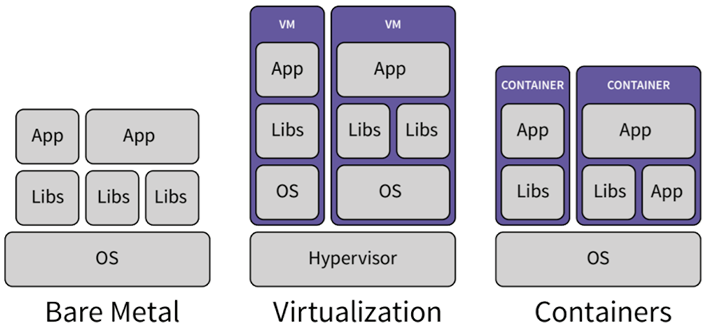 VM VM
App App
Libs Libs Libs
OS OS
Hypervisor
CONTAINER CONTAINER
App App
Libs Libs App
OS
App App
Libs Libs Libs
OS
Bare Metal Virtualization Containers